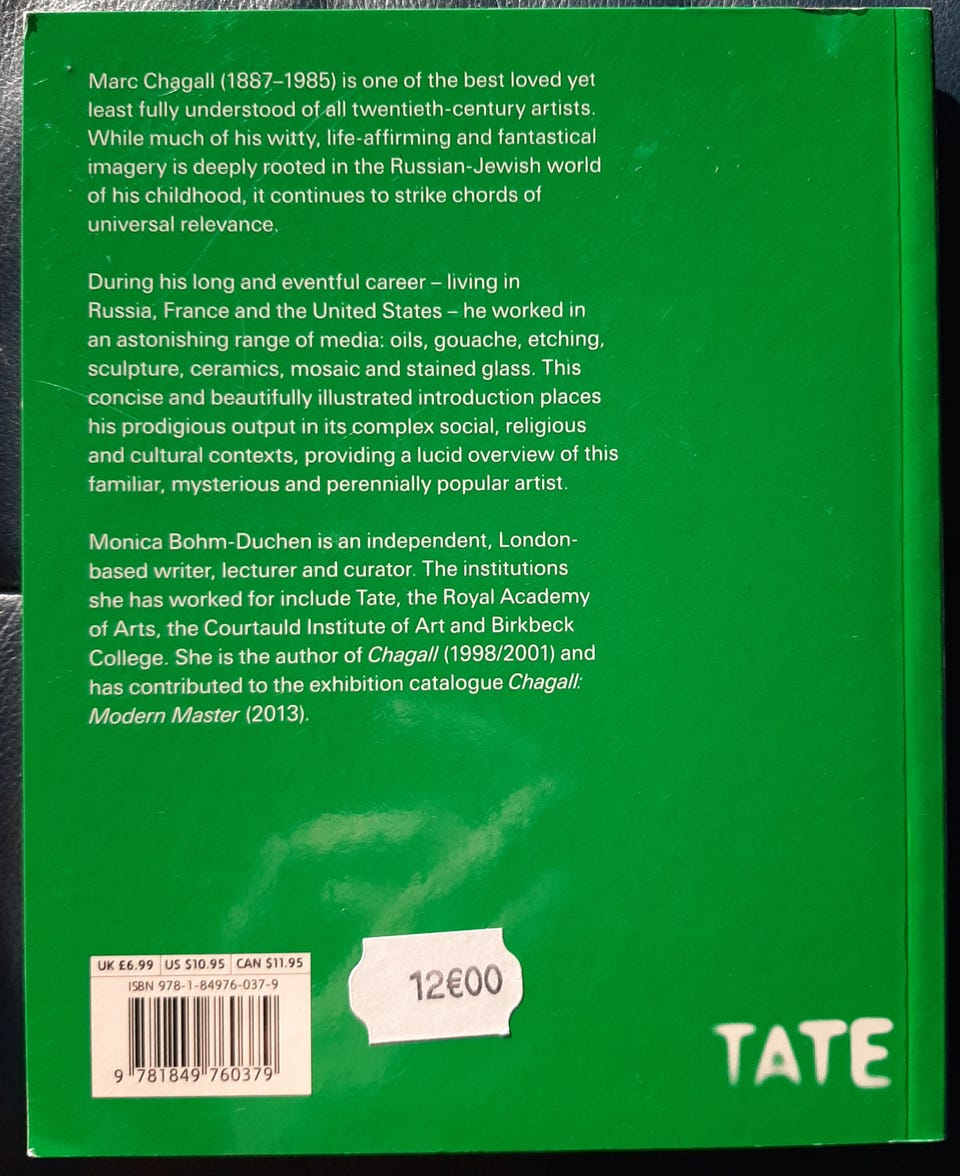 Marc Chagall (1887–1985) is one of the best loved yet
least fully understood of all twentieth-century artists.
While much of his witty, life-affirming and fantastical
imagery is deeply rooted in the Russian-Jewish world
of his childhood, it continues to strike chords of
universal relevance.
During his long and eventful career – living in
Russia, France and the United States – he worked in
an astonishing range of media: oils, gouache, etching,
sculpture, ceramics, mosaic and stained glass. This
concise and beautifully illustrated introduction places
his prodigious output in its complex social, religious
and cultural contexts, providing a lucid overview of this
familiar, mysterious and perennially popular artist.
Monica Bohm-Duchen is an independent, London-
based writer, lecturer and curator. The institutions
she has worked for include Tate, the Royal Academy
of Arts, the Courtauld Institute of Art and Birkbeck
College. She is the author of Chagall (1998/2001) and
has contributed to the exhibition catalogue Chagall:
Modern Master (2013).
UK £6.99 US $10.95 CAN $11.95
ISBN 978-1-84976-037-9
9 781849 760379
12€00
TATE